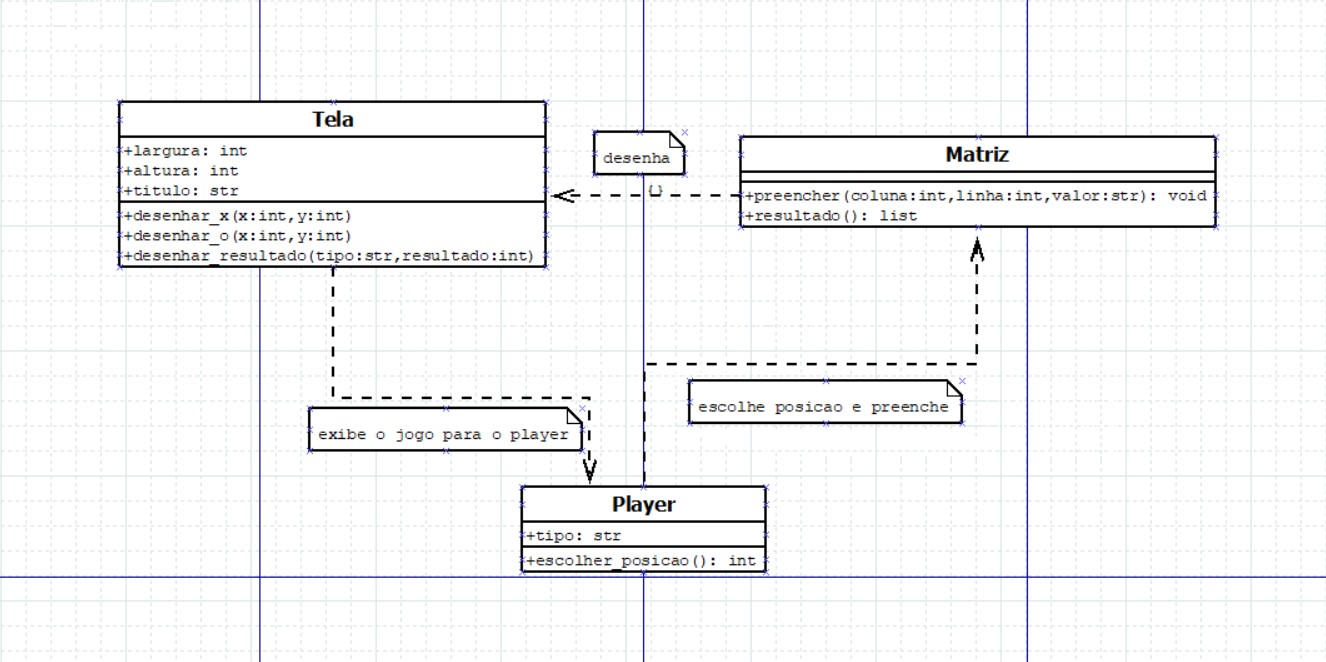 Tela
+largura: int
+altura: int
+titulo: str
+desenhar_x(x:int,y:int)
+desenhar_o(x:int,y:int)
+desenhar_resultado(tipo:str,resultado:int)
desenha
{}
Matriz
+preencher(coluna:int,linha:int,valor:str): void
+resultado(): list
exibe o jogo para o player
escolhe posicao e preenche
Player
+tipo: str
+escolher_posicao(): int